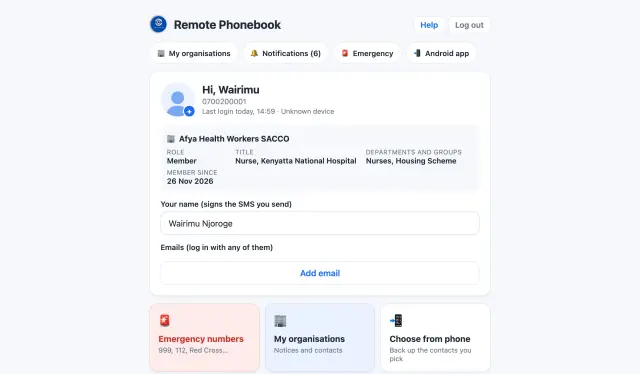 Remote Phonebook
Help
Log out
My organisations
Notifications (6)
Emergency
Android app
Hi, Wairimu
0700200001
Last login today, 14:59 · Unknown device
Afya Health Workers SACCO
ROLE
Member
TITLE
Nurse, Kenyatta National Hospital
DEPARTMENTS AND GROUPS
Nurses, Housing Scheme
MEMBER SINCE
26 Nov 2026
Your name (signs the SMS you send)
Wairimu Njoroge
Emails (log in with any of them)
Add email
Emergency numbers
999, 112, Red Cross...
My organisations
Notices and contacts
Choose from phone
Back up the contacts you
pick